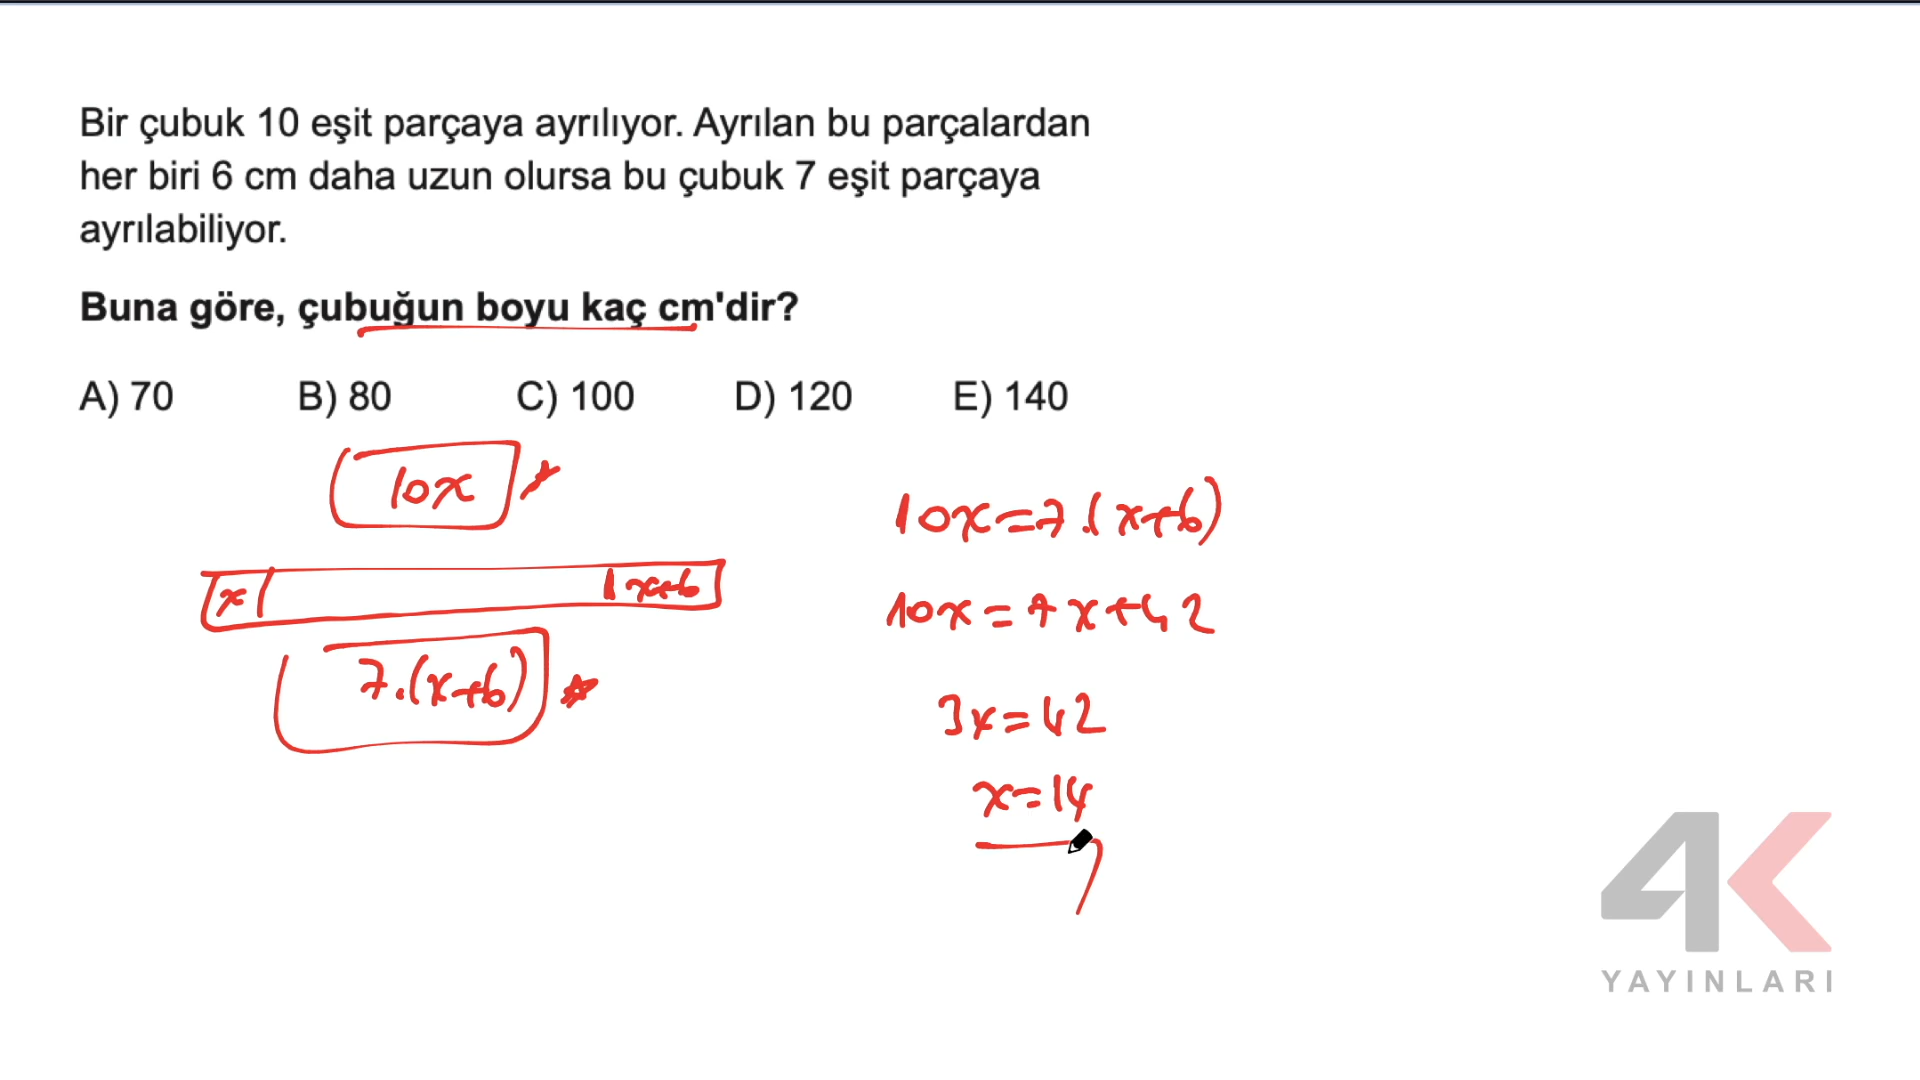 Bir çubuk 10 eşit parçaya ayrılıyor. Ayrılan bu parçalardan
her biri 6 cm daha uzun olursa bu çubuk 7 eşit parçaya
ayrılabiliyor.
Buna göre, çubuğun boyu kaç cm'dir?
A) 70 B) 80 C) 100 D) 120 E) 140
10x
x x+6
7.(x+6)
10x=7.(x+6)
10x=7x+42
3x=42
x=14
4K
YAYINLARI